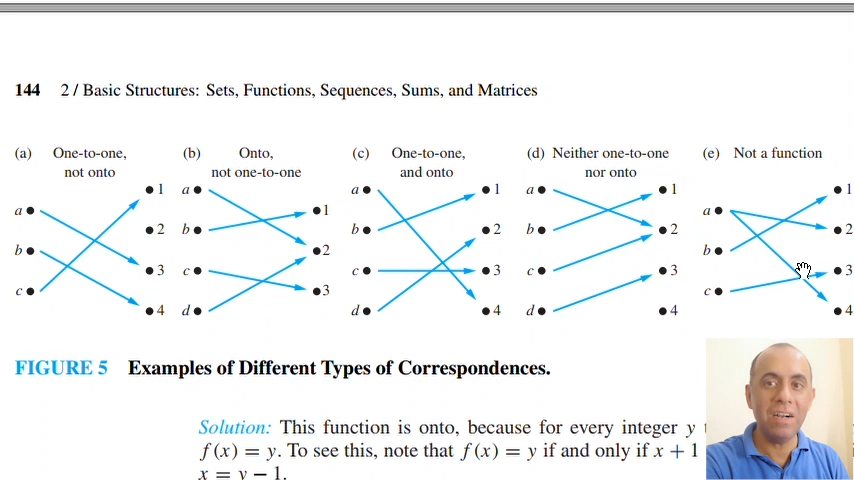 144 2 / Basic Structures: Sets, Functions, Sequences, Sums, and Matrices
(a) One-to-one, not onto
a
b
c
1
2
3
4
(b) Onto, not one-to-one
a
b
c
d
1
2
3
(c) One-to-one, and onto
a
b
c
d
1
2
3
4
(d) Neither one-to-one nor onto
a
b
c
d
1
2
3
4
(e) Not a function
a
b
c
1
2
3
4
FIGURE 5 Examples of Different Types of Correspondences.
Solution: This function is onto, because for every integer y
f(x) = y. To see this, note that f(x) = y if and only if x + 1
x = y − 1.